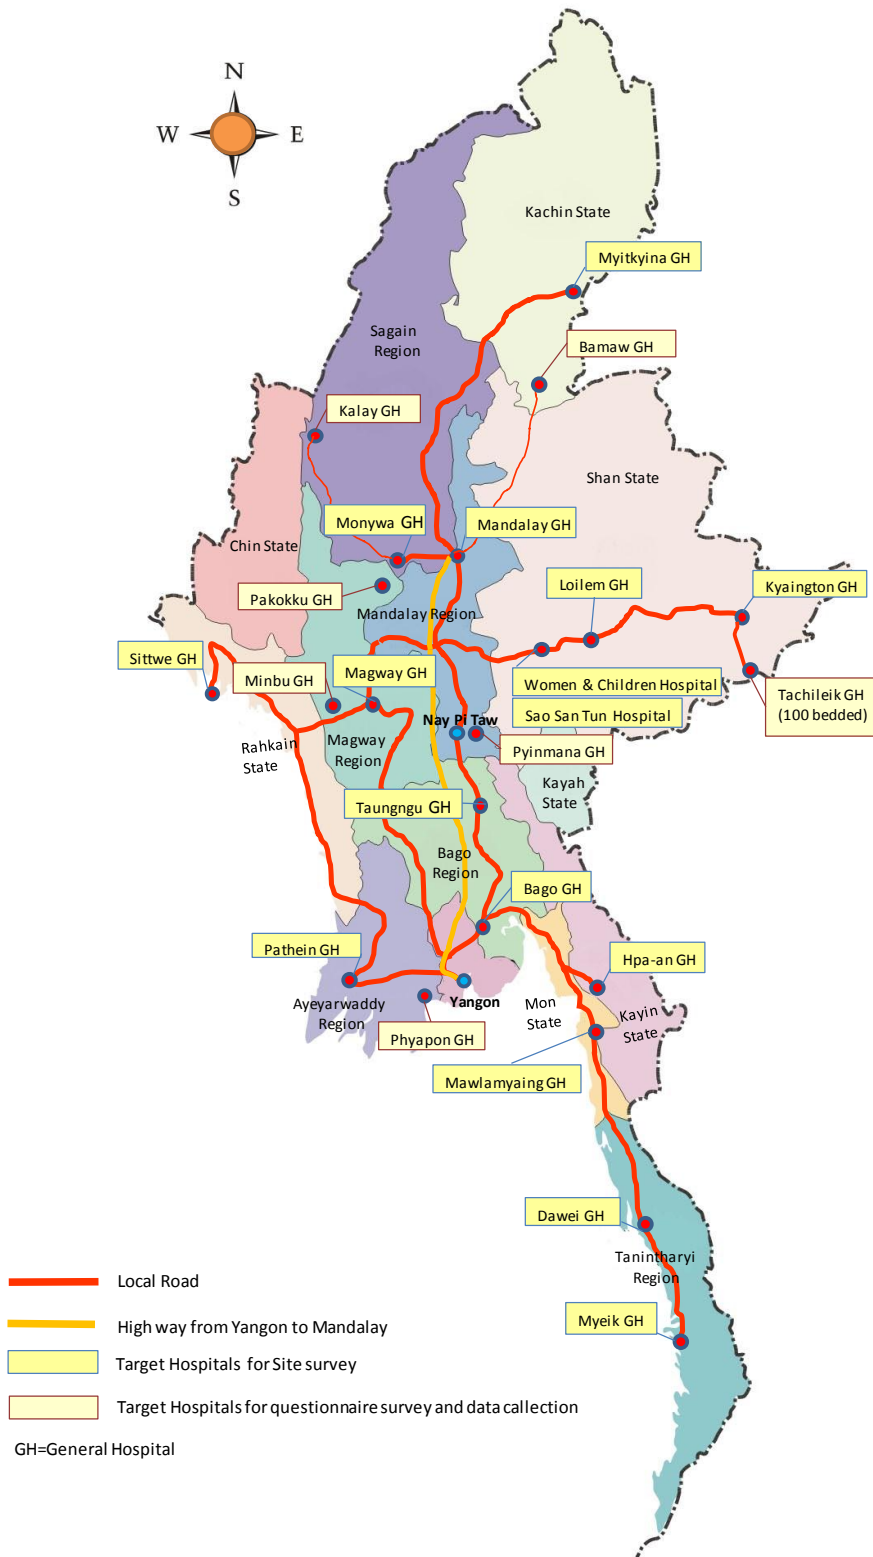 N
W
E
S
Kachin State
Myitkyina GH
Sagain
Region
Bamaw GH
Kalay GH
Shan State
Monywa GH
Mandalay GH
Chin State
Loilem GH
Kyaington GH
Pakokku GH
Mandalay Region
Sittwe GH
Minbu GH
Magway GH
Women & Children Hospital
Tachileik GH
(100 bedded)
Sao San Tun Hospital
Nay Pi Taw
Rahkain
State
Magway
Region
Pyinmana GH
Kayah
State
Taungngu GH
Bago
Region
Bago GH
Pathein GH
Hpa-an GH
Ayeyarwaddy
Region
Yangon
Mon
State
Kayin
State
Phyapon GH
Mawlamyaing GH
Dawei GH
Tanintharyi
Region
Myeik GH
Local Road
High way from Yangon to Mandalay
Target Hospitals for Site survey
Target Hospitals for questionnaire survey and data callection
GH=General Hospital